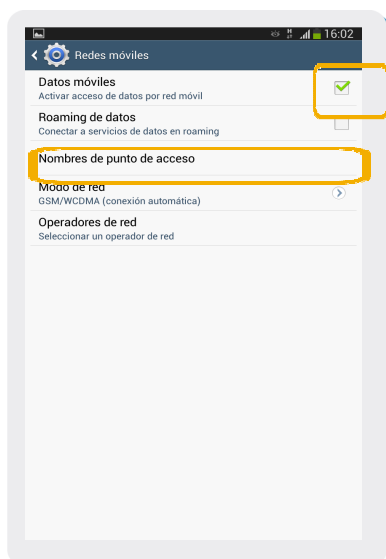 16:02
Redes móviles
Datos móviles
Activar acceso de datos por red móvil
Roaming de datos
Conectar a servicios de datos en roaming
Nombres de punto de acceso
Modo de red
GSM/WCDMA (conexión automática)
Operadores de red
Seleccionar un operador de red